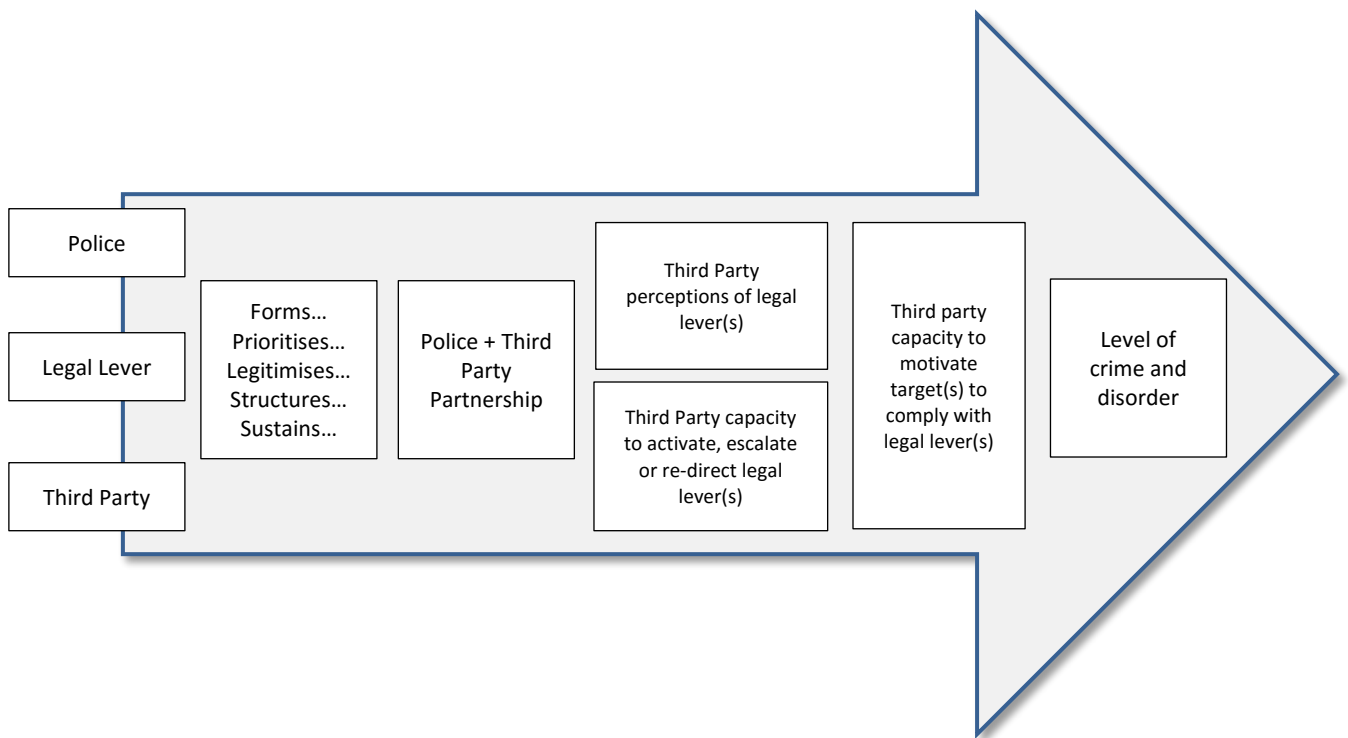 Police
Legal Lever
Third Party
Forms…
Prioritises…
Legitimises…
Structures…
Sustains…
Police + Third
Party
Partnership
Third Party
perceptions of legal
lever(s)
Third Party capacity
to activate, escalate
or re-direct legal
lever(s)
Third party
capacity to
motivate
target(s) to
comply with
legal lever(s)
Level of
crime and
disorder